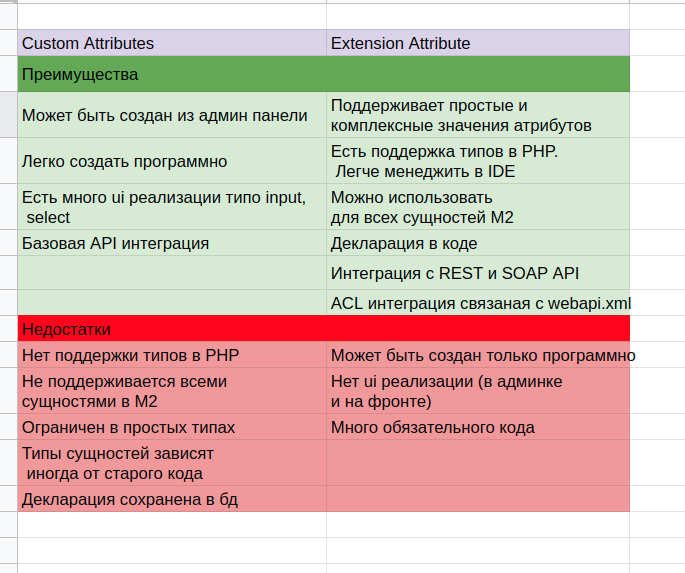 Custom Attributes
Extension Attribute
Преимущества
Может быть создан из админ панели
Поддерживает простые и
комплексные значения атрибутов
Легко создать программно
Есть поддержка типов в PHP.
Легче менеджить в IDE
Есть много ui реализации типо input,
select
Можно использовать
для всех сущностей М2
Базовая API интеграция
Декларация в коде
Интеграция с REST и SOAP API
ACL интеграция связаная с webapi.xml
Недостатки
Нет поддержки типов в PHP
Может быть создан только программно
Не поддерживается всеми
сущностями в М2
Нет ui реализации (в админке
и на фронте)
Ограничен в простых типах
Много обязательного кода
Типы сущностей зависят
иногда от старого кода
Декларация сохранена в бд